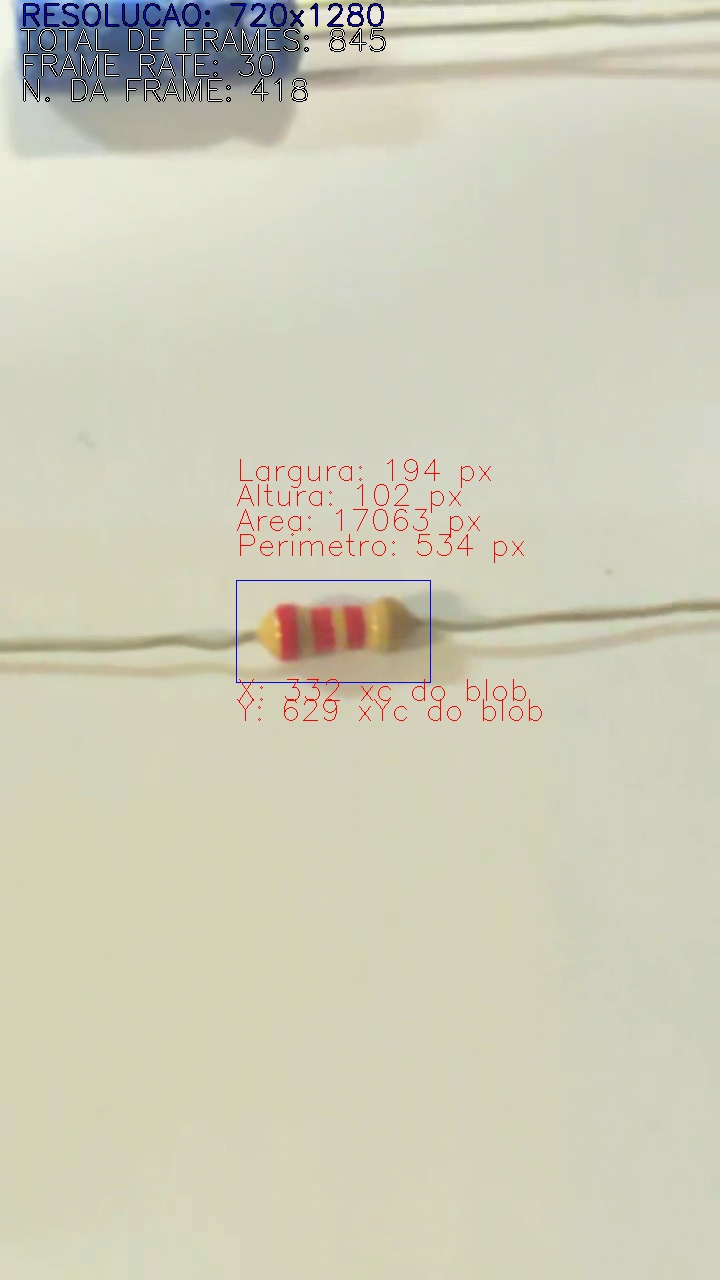 RESOLUCAO: 720x1280
TOTAL DE FRAMES: 845
FRAME RATE: 30
N. DA FRAME: 418
Largura: 194 px
Altura: 102 px
Area: 17063 px
Perimetro: 534 px
X: 332 xc do blob
Y: 629 xYc do blob